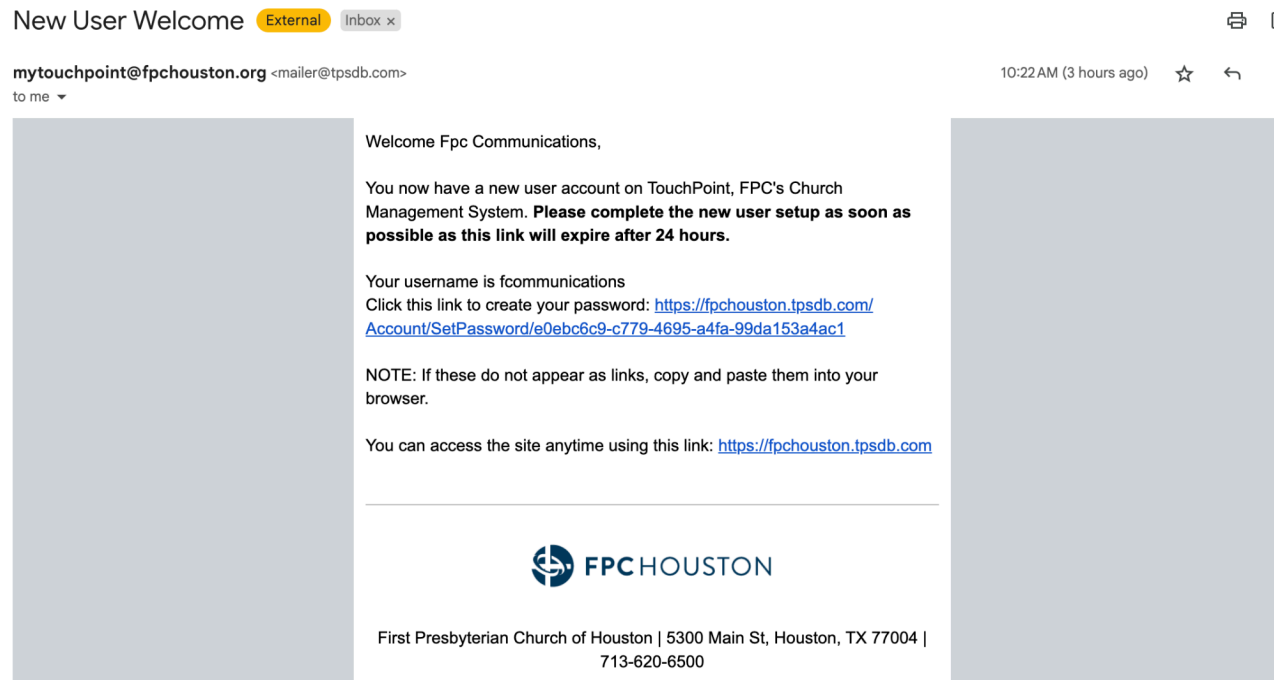 New User Welcome External Inbox ×
mytouchpoint@fpchouston.org <mailer@tpsdb.com> 10:22 AM (3 hours ago)
to me
Welcome Fpc Communications,
You now have a new user account on TouchPoint, FPC's Church
Management System. Please complete the new user setup as soon as
possible as this link will expire after 24 hours.
Your username is fcommunications
Click this link to create your password: https://fpchouston.tpsdb.com/
Account/SetPassword/e0ebc6c9-c779-4695-a4fa-99da153a4ac1
NOTE: If these do not appear as links, copy and paste them into your
browser.
You can access the site anytime using this link: https://fpchouston.tpsdb.com
FPCHOUSTON
First Presbyterian Church of Houston | 5300 Main St, Houston, TX 77004 |
713-620-6500